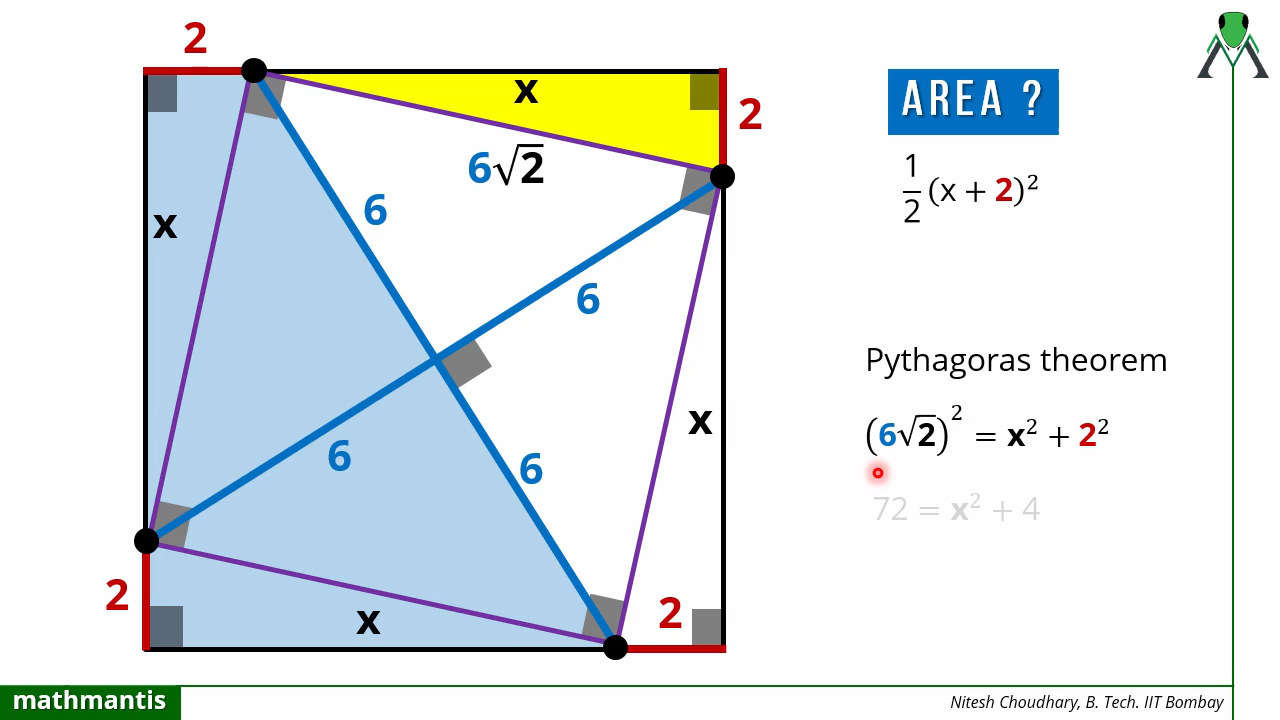 2
x
2
AREA ?
1/2 (x + 2)²
6√2
6
x
6
Pythagoras theorem
(6√2)² = x² + 2²
x
6
6
72 = x² + 4
2
x
2
mathmantis
Nitesh Choudhary, B. Tech. IIT Bombay